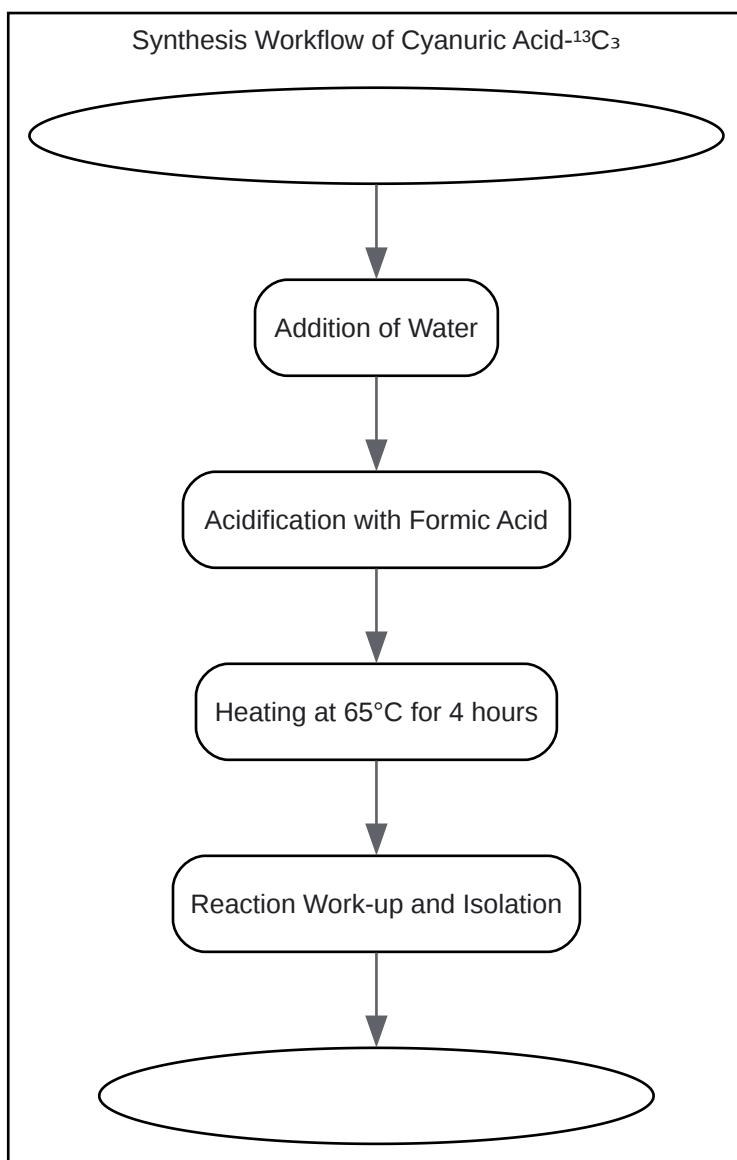 Synthesis Workflow of Cyanuric Acid-¹³C₃
Addition of Water
Acidification with Formic Acid
Heating at 65°C for 4 hours
Reaction Work-up and Isolation